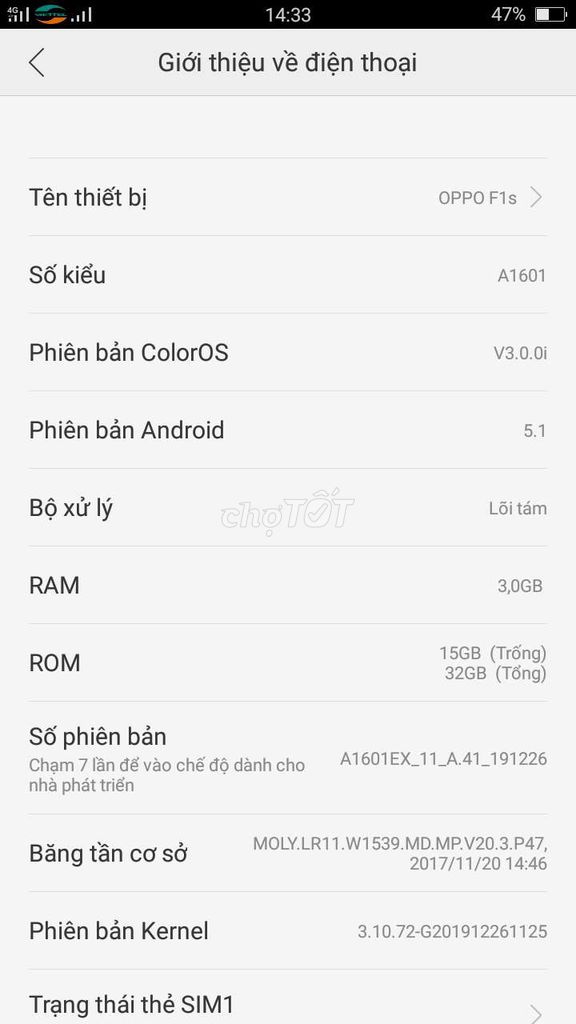 4G VIETTEL 14:33 47%
Giới thiệu về điện thoại
Tên thiết bị OPPO F1s
Số kiểu A1601
Phiên bản ColorOS V3.0.0i
Phiên bản Android 5.1
chợTỐT
Bộ xử lý Lõi tám
RAM 3,0GB
ROM 15GB (Trống)
32GB (Tổng)
Số phiên bản
Chạm 7 lần để vào chế độ dành cho
nhà phát triển
A1601EX_11_A.41_191226
Băng tần cơ sở MOLY.LR11.W1539.MD.MP.V20.3.P47,
2017/11/20 14:46
Phiên bản Kernel 3.10.72-G201912261125
Trạng thái thẻ SIM1